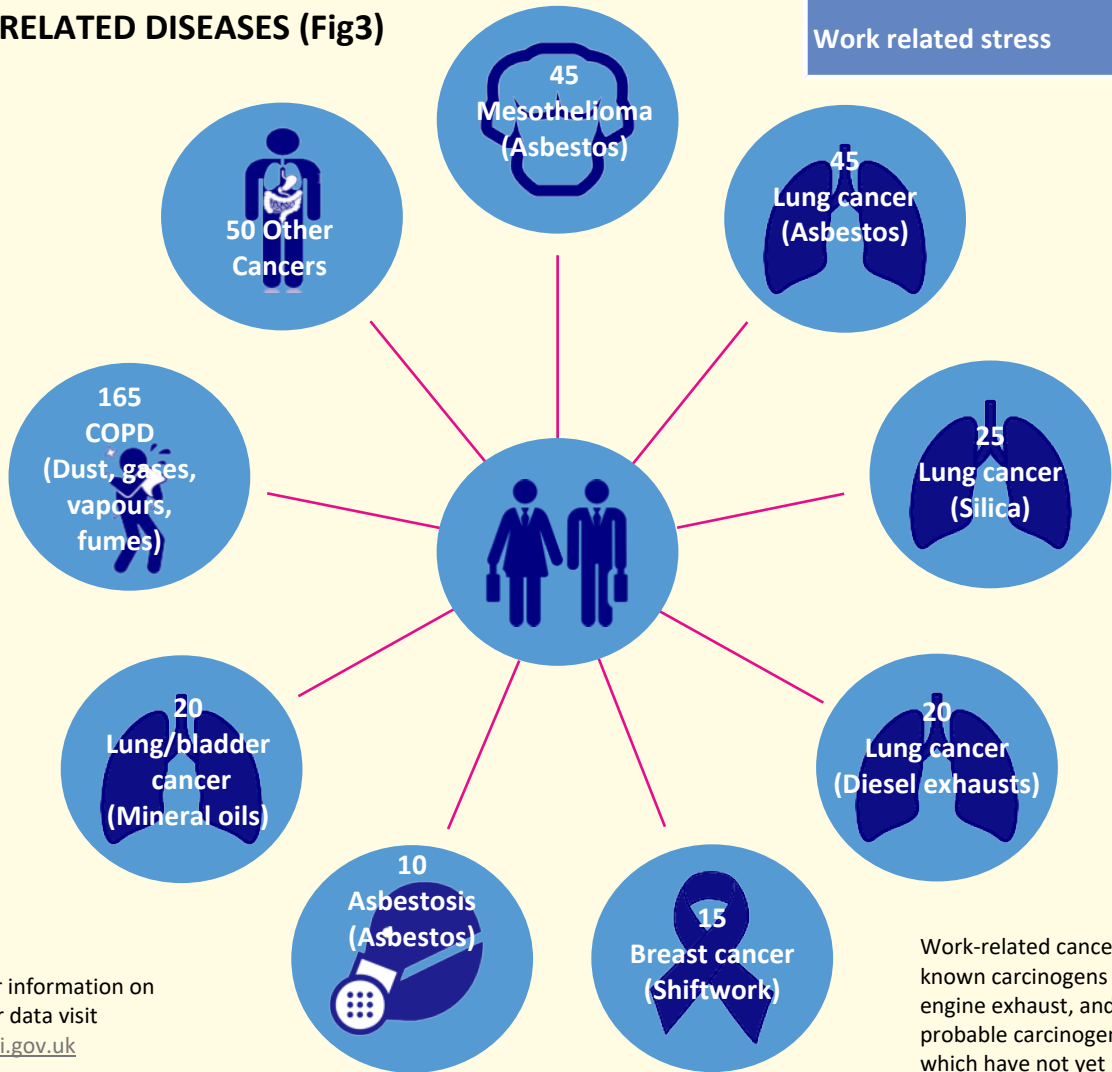 RELATED DISEASES (Fig3)
Work related stress
45
Mesothelioma
(Asbestos)
45
Lung cancer
(Asbestos)
50 Other
Cancers
165
COPD
(Dust, gases,
vapours,
fumes)
25
Lung cancer
(Silica)
20
Lung/bladder
cancer
(Mineral oils)
20
Lung cancer
(Diesel exhausts)
10
Asbestosis
(Asbestos)
15
Breast cancer
(Shiftwork)
information on
data visit
i.gov.uk
Work-related cance
known carcinogens
engine exhaust, and
probable carcinogen
which have not yet